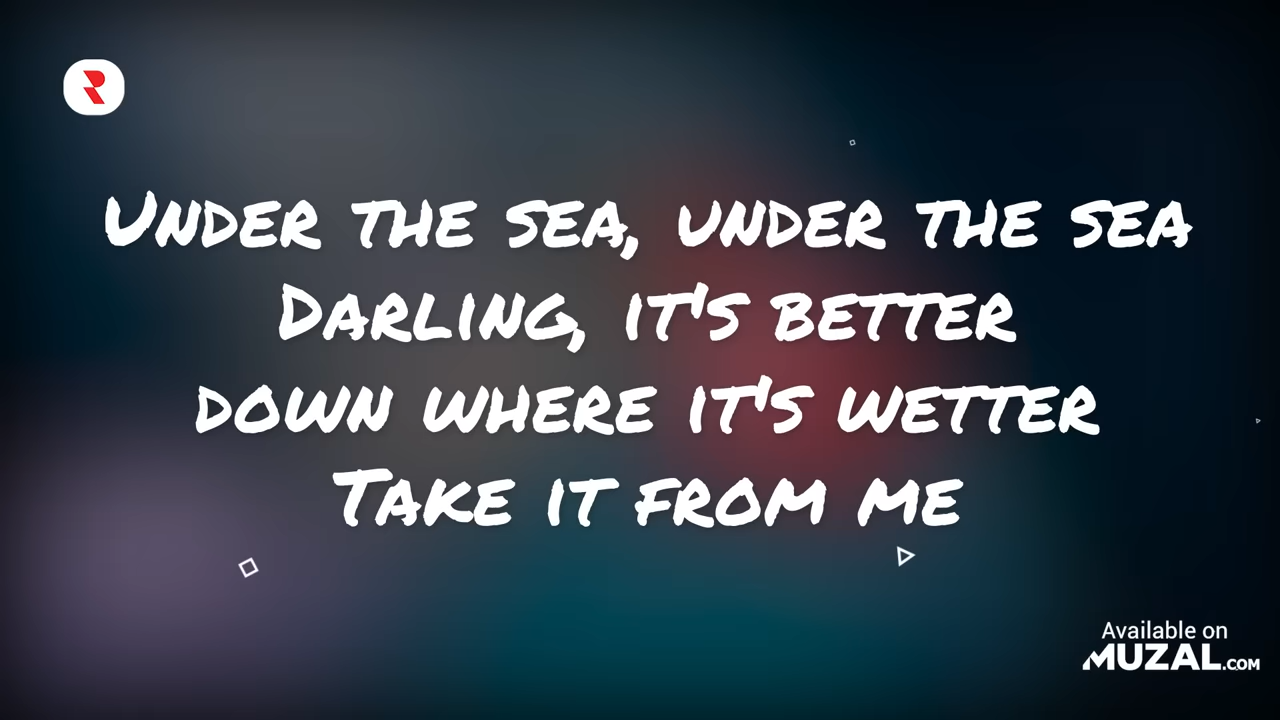 Under the sea, under the sea
Darling, it's better
down where it's wetter
Take it from me
Available on
MUZAL.COM